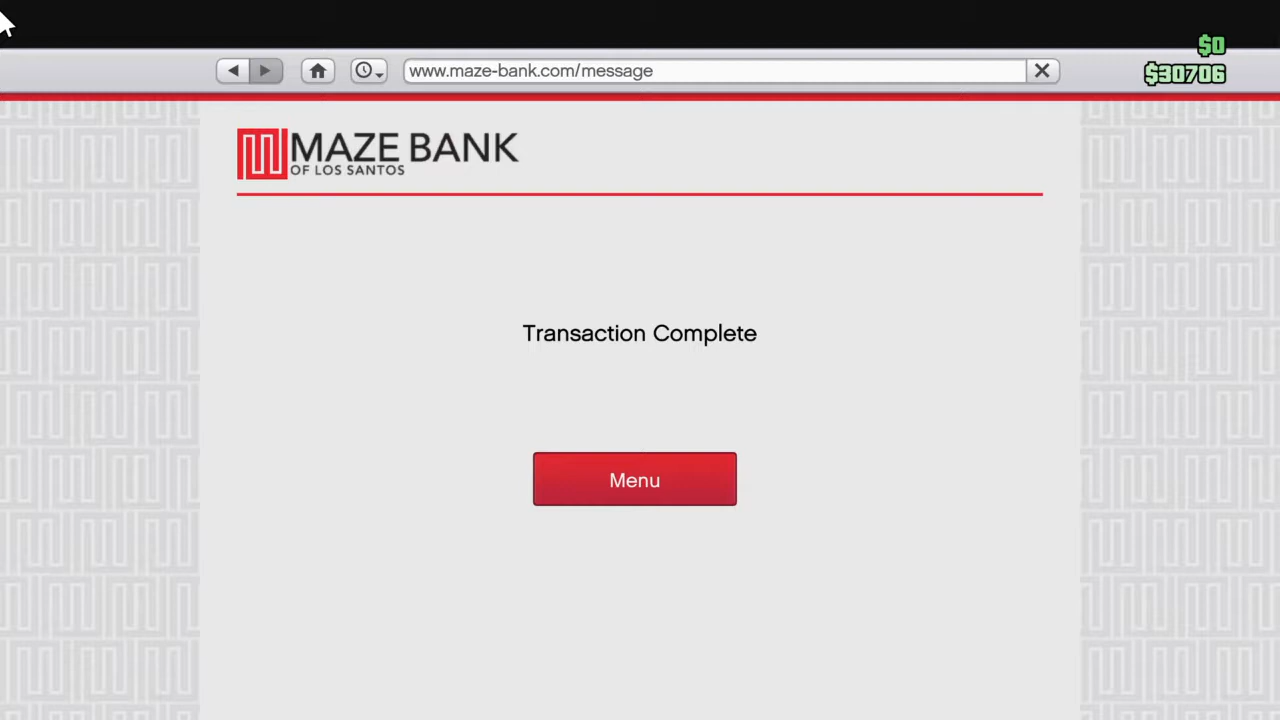 $0
www.maze-bank.com/message
$30706
MAZE BANK
OF LOS SANTOS
Transaction Complete
Menu